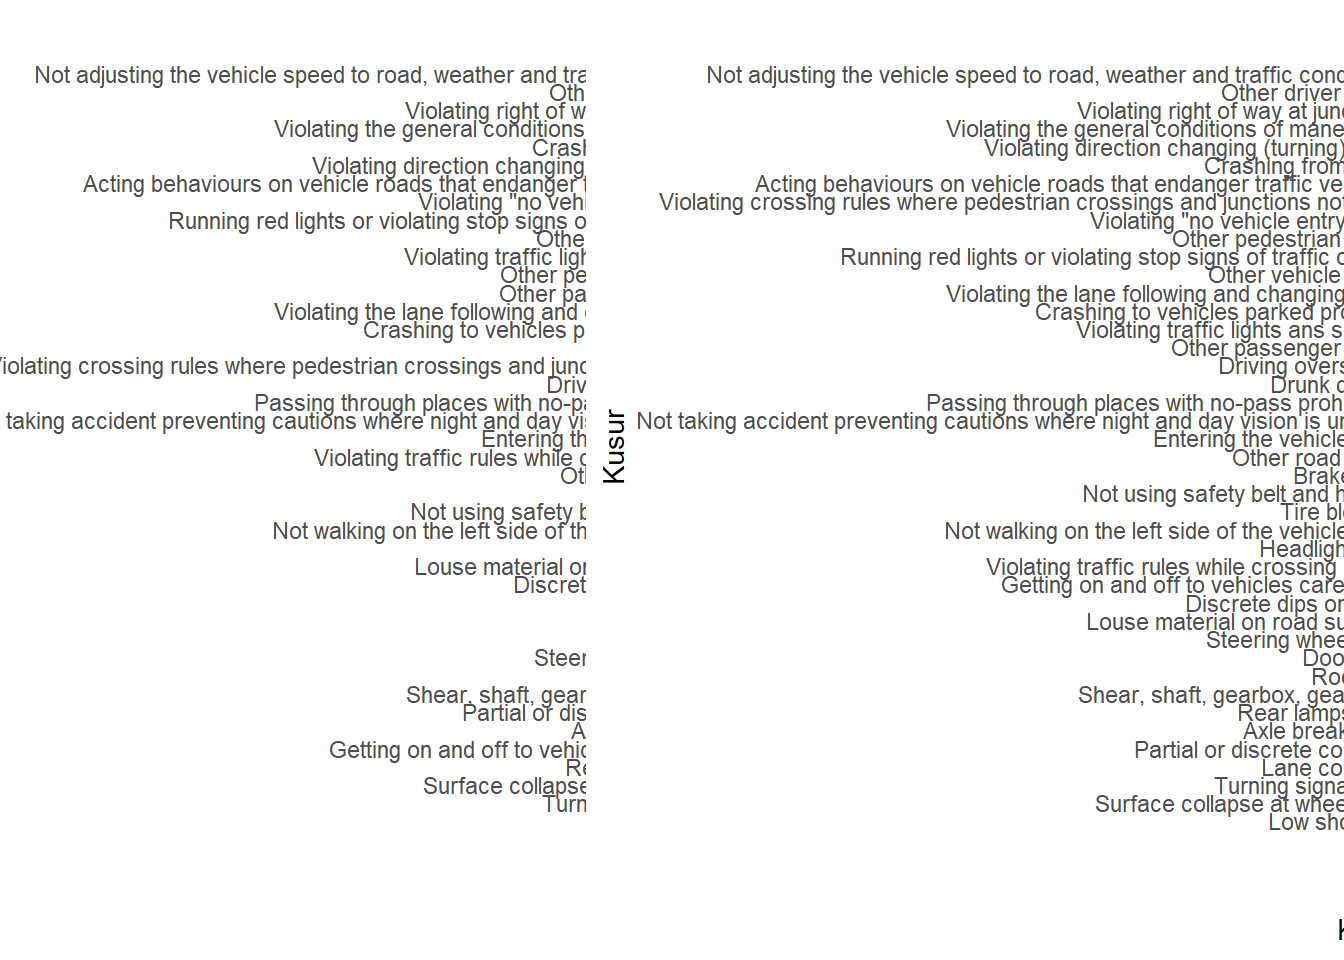 Not adjusting the vehicle speed to road, weather and tra
Oth
Violating right of w
Violating the general conditions
Crash
Violating direction changing
Acting behaviours on vehicle roads that endanger t
Violating "no vehi
Running red lights or violating stop signs o
Othe
Violating traffic ligh
Other pe
Other pa
Violating the lane following and
Crashing to vehicles p
Violating crossing rules where pedestrian crossings and junc
Driv
Passing through places with no-pa
taking accident preventing cautions where night and day vis
Entering th
Violating traffic rules while c
Oth
Not using safety b
Not walking on the left side of th
Louse material on
Discret
Steer
Shear, shaft, gear
Partial or dis
A
Getting on and off to vehic
Re
Surface collapse
Turn
Kusur
Not adjusting the vehicle speed to road, weather and traffic cond
Other driver
Violating right of way at junc
Violating the general conditions of mane
Violating direction changing (turning)
Crashing from
Acting behaviours on vehicle roads that endanger traffic ve
Violating crossing rules where pedestrian crossings and junctions not
Violating "no vehicle entry
Other pedestrian
Running red lights or violating stop signs of traffic o
Other vehicle
Violating the lane following and changing
Crashing to vehicles parked pro
Violating traffic lights ans s
Other passenger
Driving overs
Drunk d
Passing through places with no-pass proh
Not taking accident preventing cautions where night and day vision is un
Entering the vehicle
Other road
Brake
Not using safety belt and h
Tire blo
Not walking on the left side of the vehicle
Headligh
Violating traffic rules while crossing
Getting on and off to vehicles care
Discrete dips or
Louse material on road su
Steering whee
Doo
Roc
Shear, shaft, gearbox, gea
Rear lamps
Axle break
Partial or discrete co
Lane co
Turning signa
Surface collapse at whee
Low sho
K